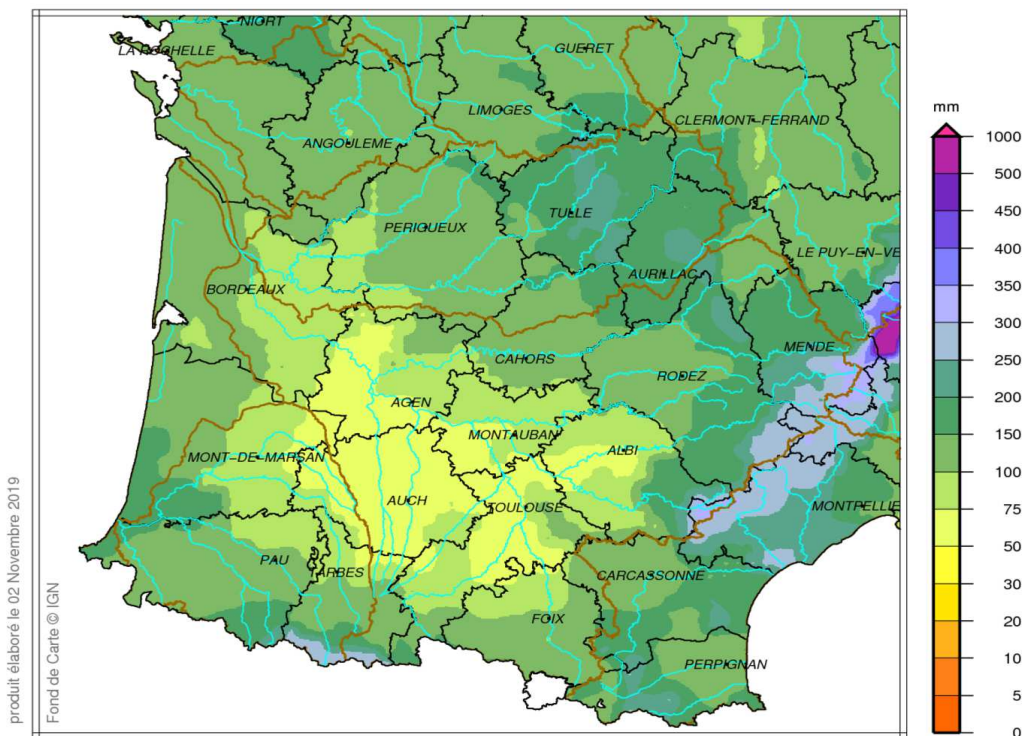 NIORT
LA ROCHELLE
GUERET
LIMOGES
CLERMONT-FERRAND
ANGOULEME
TULLE
PERIGUEUX
LE PUY-EN-VE
AURILLAC
BORDEAUX
MENDE
CAHORS
RODEZ
AGEN
MONTAUBAN
ALBI
MONT-DE-MARSAN
AUCH
TOULOUSE
MONTPELLIE
PAU
TARBES
CARCASSONNE
FOIX
PERPIGNAN
mm
1000
500
450
400
350
300
250
200
150
100
75
50
30
20
10
5
0
produit élaboré le 02 Novembre 2019
Fond de Carte © IGN